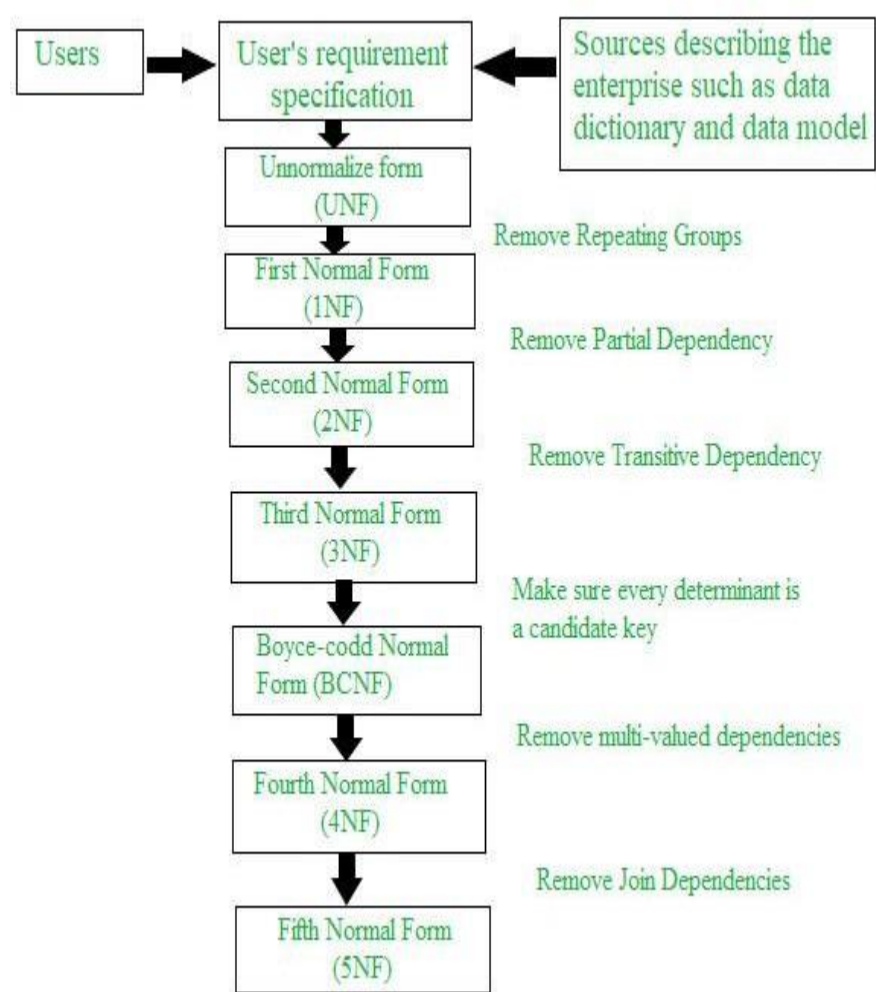 Users
User's requirement
specification
Sources describing the
enterprise such as data
dictionary and data model
Unnormalize form
(UNF)
Remove Repeating Groups
First Normal Form
(1NF)
Remove Partial Dependency
Second Normal Form
(2NF)
Remove Transitive Dependency
Third Normal Form
(3NF)
Make sure every determinant is
a candidate key
Boyce-codd Normal
Form (BCNF)
Remove multi-valued dependencies
Fourth Normal Form
(4NF)
Remove Join Dependencies
Fifth Normal Form
(5NF)